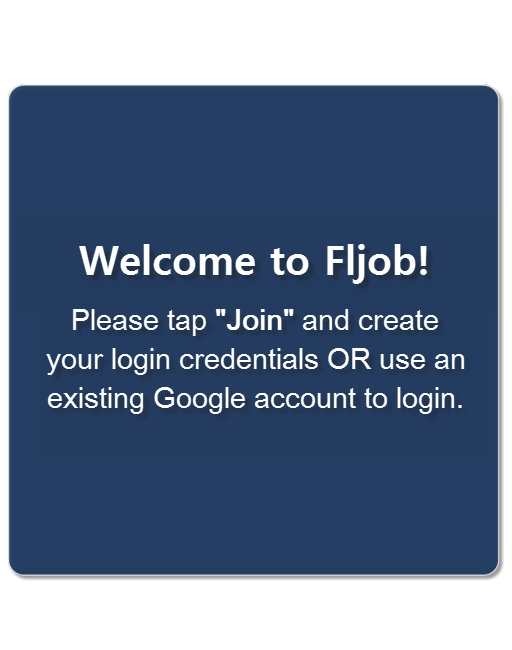 Welcome to Fljob!
Please tap "Join" and create
your login credentials OR use an
existing Google account to login.